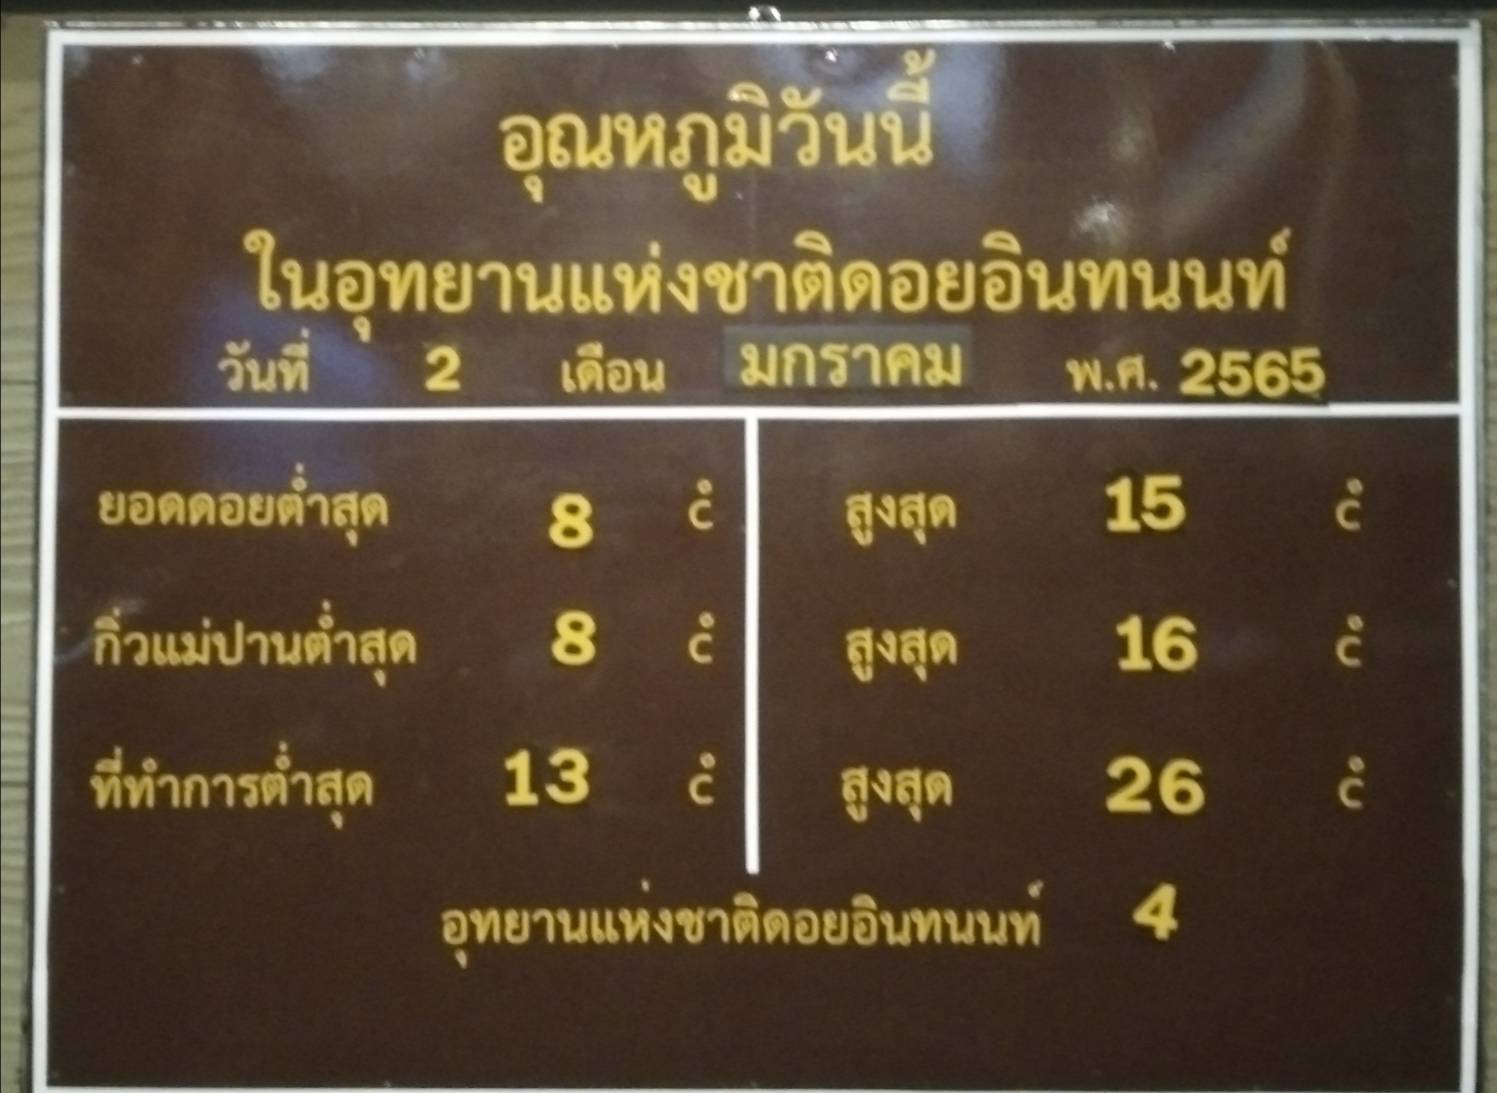 อุณหภูมิวันนี้
ในอุทยานแห่งชาติดอยอินทนนท์
วันที่ 2 เดือน มกราคม พ.ศ. 2565
ยอดดอยต่ำสุด 8 c̊ สูงสุด 15 c̊
กิ่วแม่ปานต่ำสุด 8 c̊ สูงสุด 16 c̊
ที่ทำการต่ำสุด 13 c̊ สูงสุด 26 c̊
อุทยานแห่งชาติดอยอินทนนท์ 4